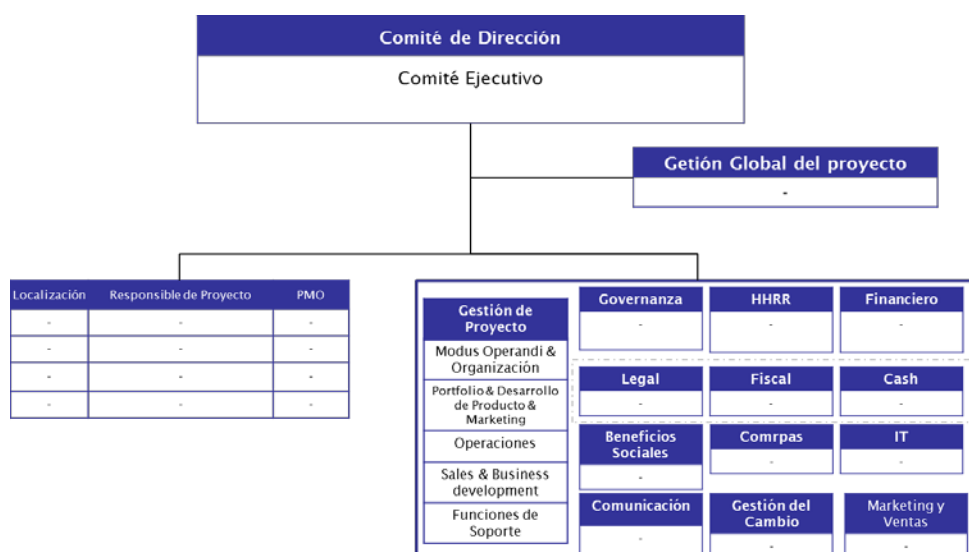 Comité de Dirección
Comité Ejecutivo
Getión Global del proyecto
-
Localización Responsible de Proyecto PMO
- - -
- - -
- - -
- - -
Gestión de
Proyecto
Modus Operandi &
Organización
Portfolio & Desarrollo
de Producto &
Marketing
Operaciones
Sales & Business
development
Funciones de
Soporte
Governanza HHRR Financiero
- - -
Legal Fiscal Cash
- - -
Beneficios
Sociales
-
Comrpas IT
- -
Comunicación
-
Gestión del
Cambio
-
Marketing y
Ventas
-